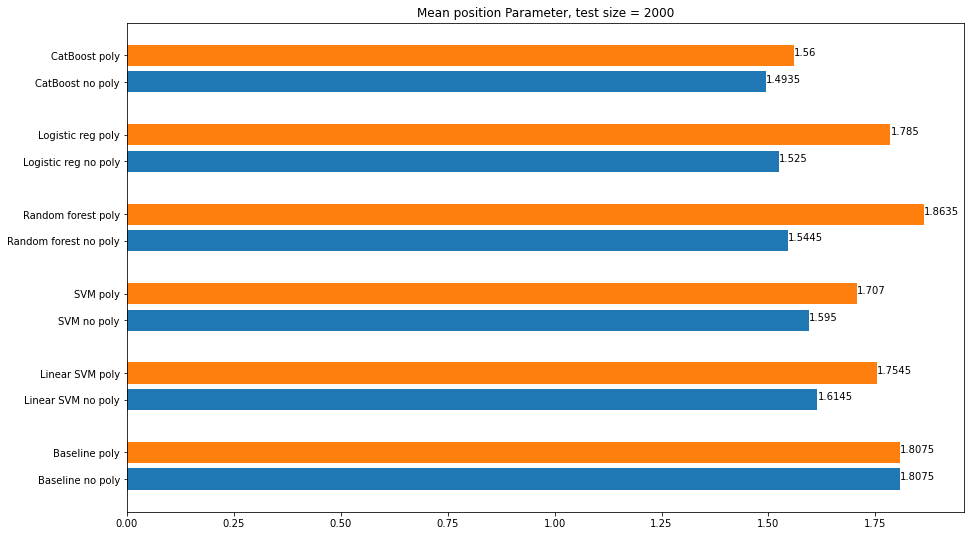 Mean position Parameter, test size = 2000
CatBoost poly 1.56
CatBoost no poly 1.4935
Logistic reg poly 1.785
Logistic reg no poly 1.525
Random forest poly 1.8635
Random forest no poly 1.5445
SVM poly 1.707
SVM no poly 1.595
Linear SVM poly 1.7545
Linear SVM no poly 1.6145
Baseline poly 1.8075
Baseline no poly 1.8075
0.00 0.25 0.50 0.75 1.00 1.25 1.50 1.75